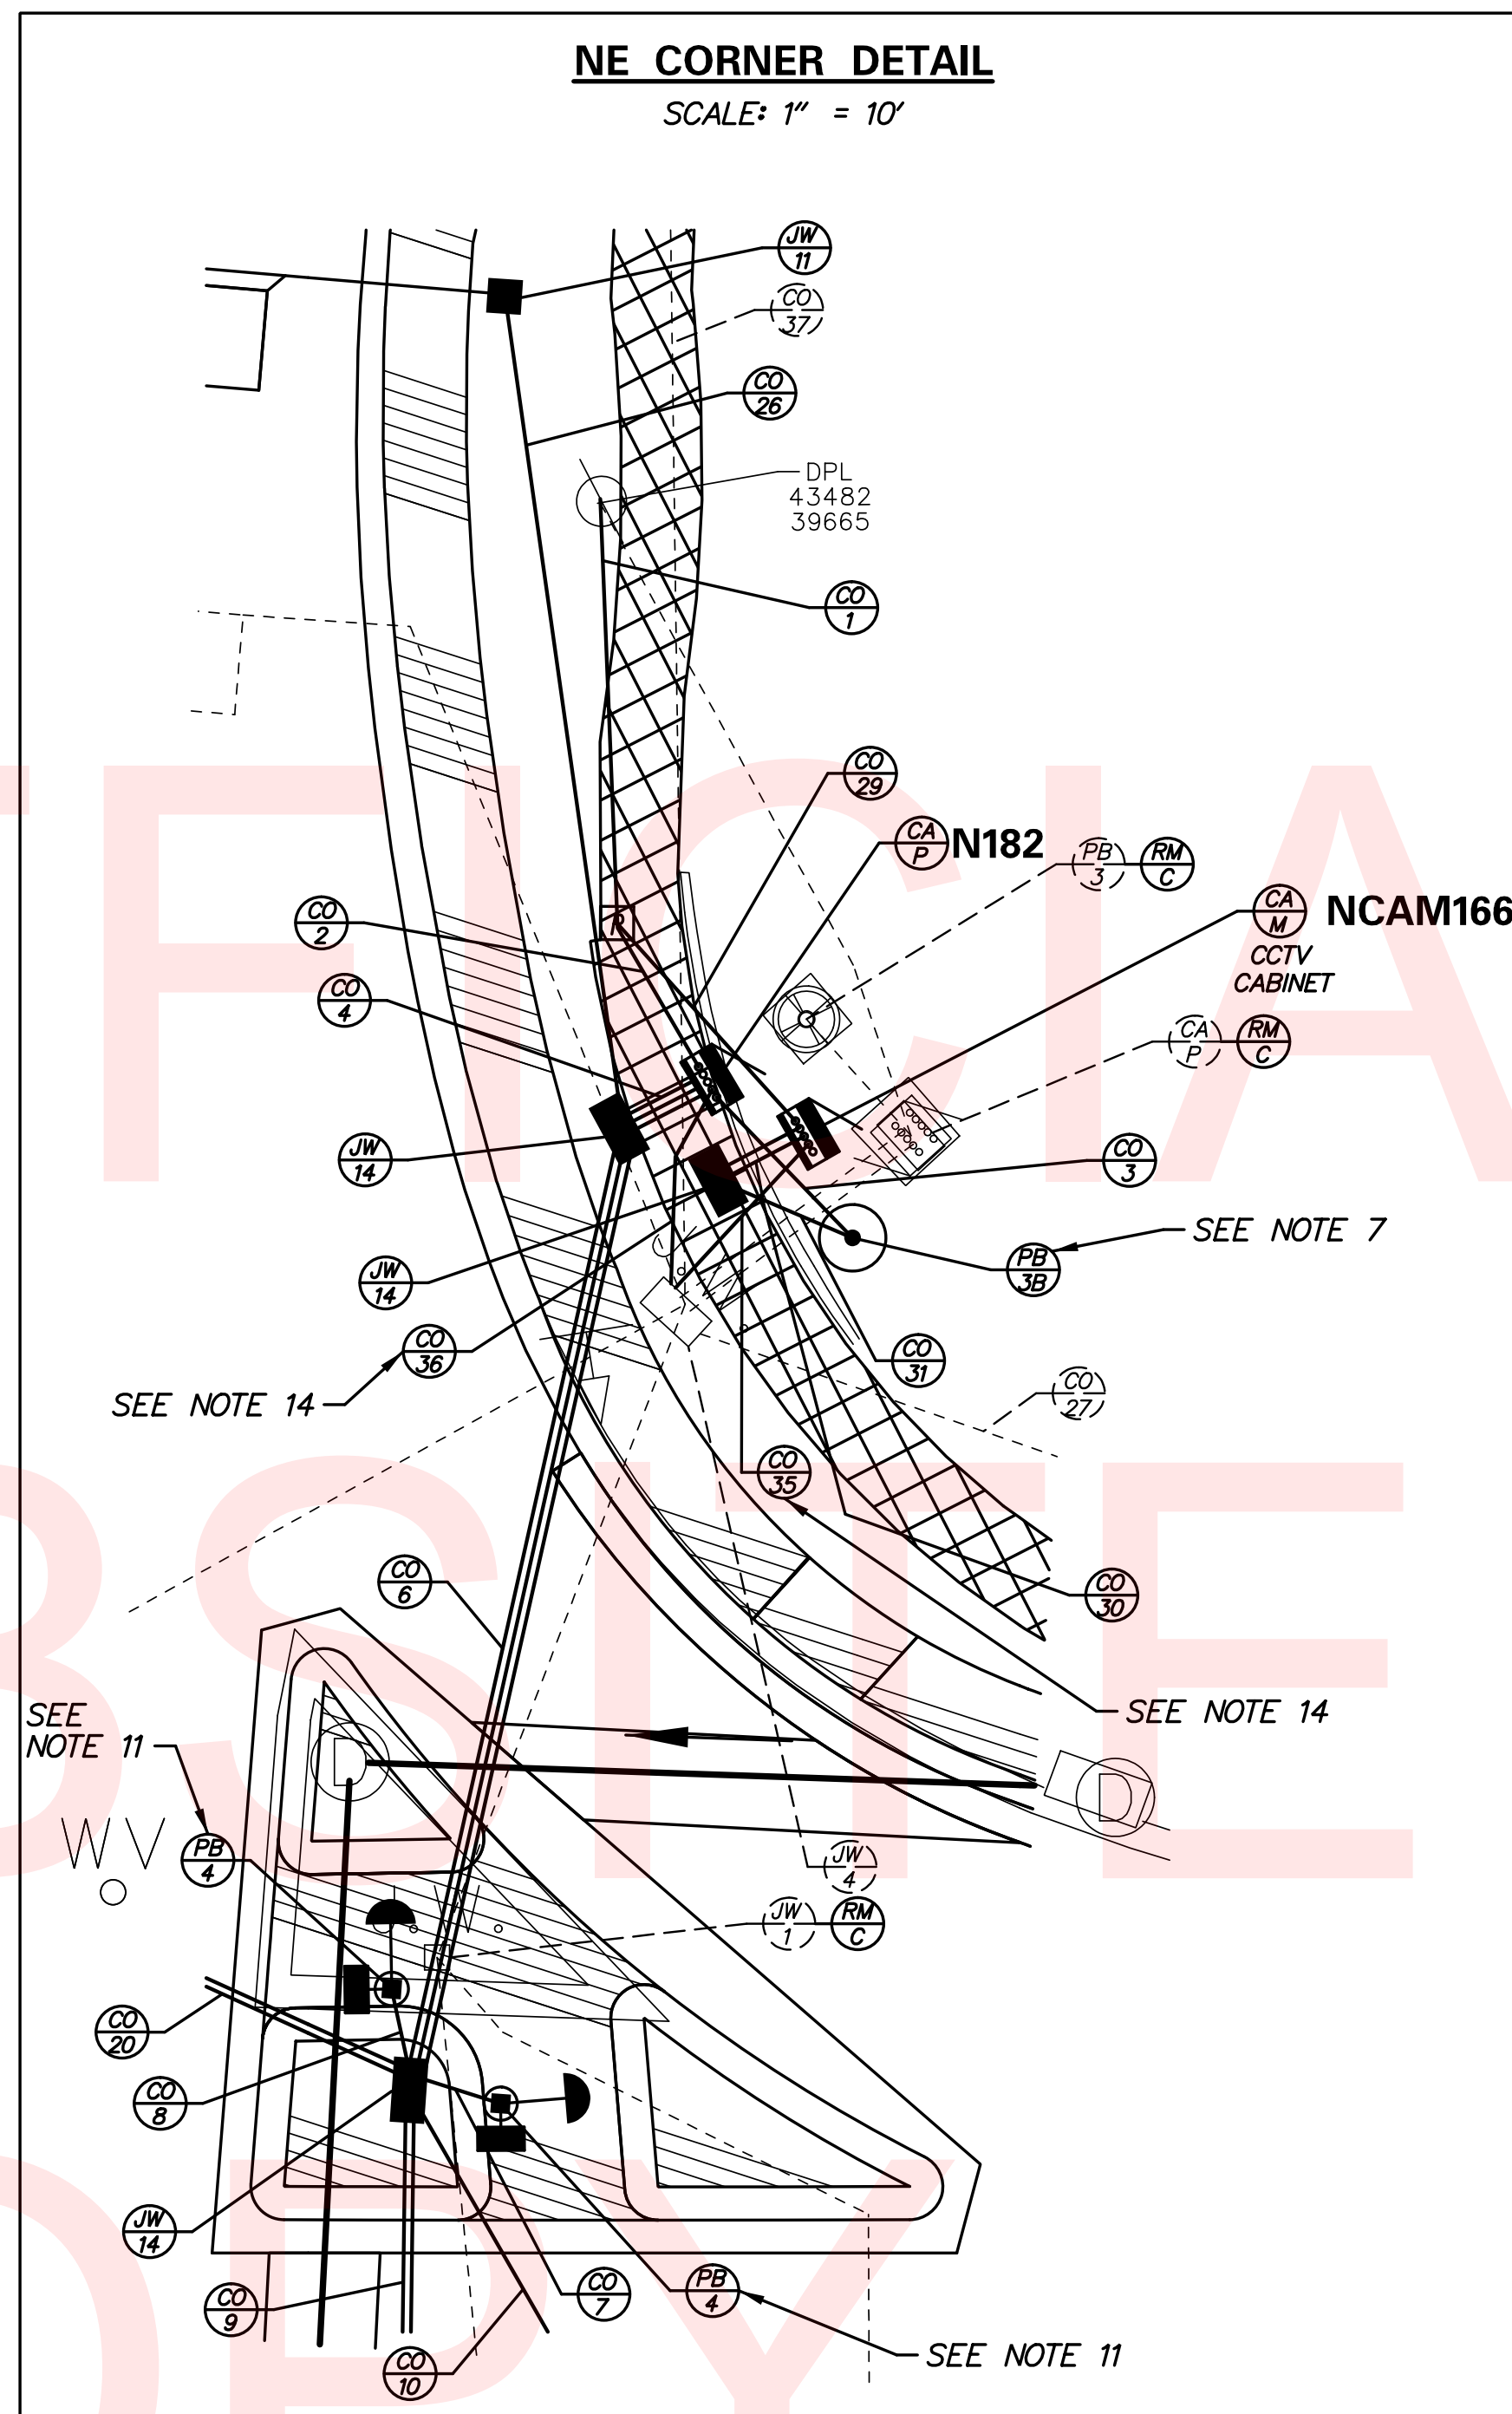 NE CORNER DETAIL
SCALE: 1" = 10'
JW
11
CO
37
CO
26
DPL
43482
39665
CO
1
CO
29
CA
P
N182
PB
3
RM
C
CA
M
NCAM166
CCTV
CABINET
CO
2
R
CO
4
CA
P
RM
C
JW
14
CO
3
SEE NOTE 7
PB
3B
JW
14
CO
36
SEE NOTE 14
CO
31
CO
27
CO
35
CO
6
CO
30
SEE NOTE 14
SEE
NOTE 11
D
D
WV
PB
4
JW
4
JW
1
RM
C
CO
20
CO
8
JW
14
CO
9
CO
7
PB
4
CO
10
SEE NOTE 11
FICIA
BSITE
OPY